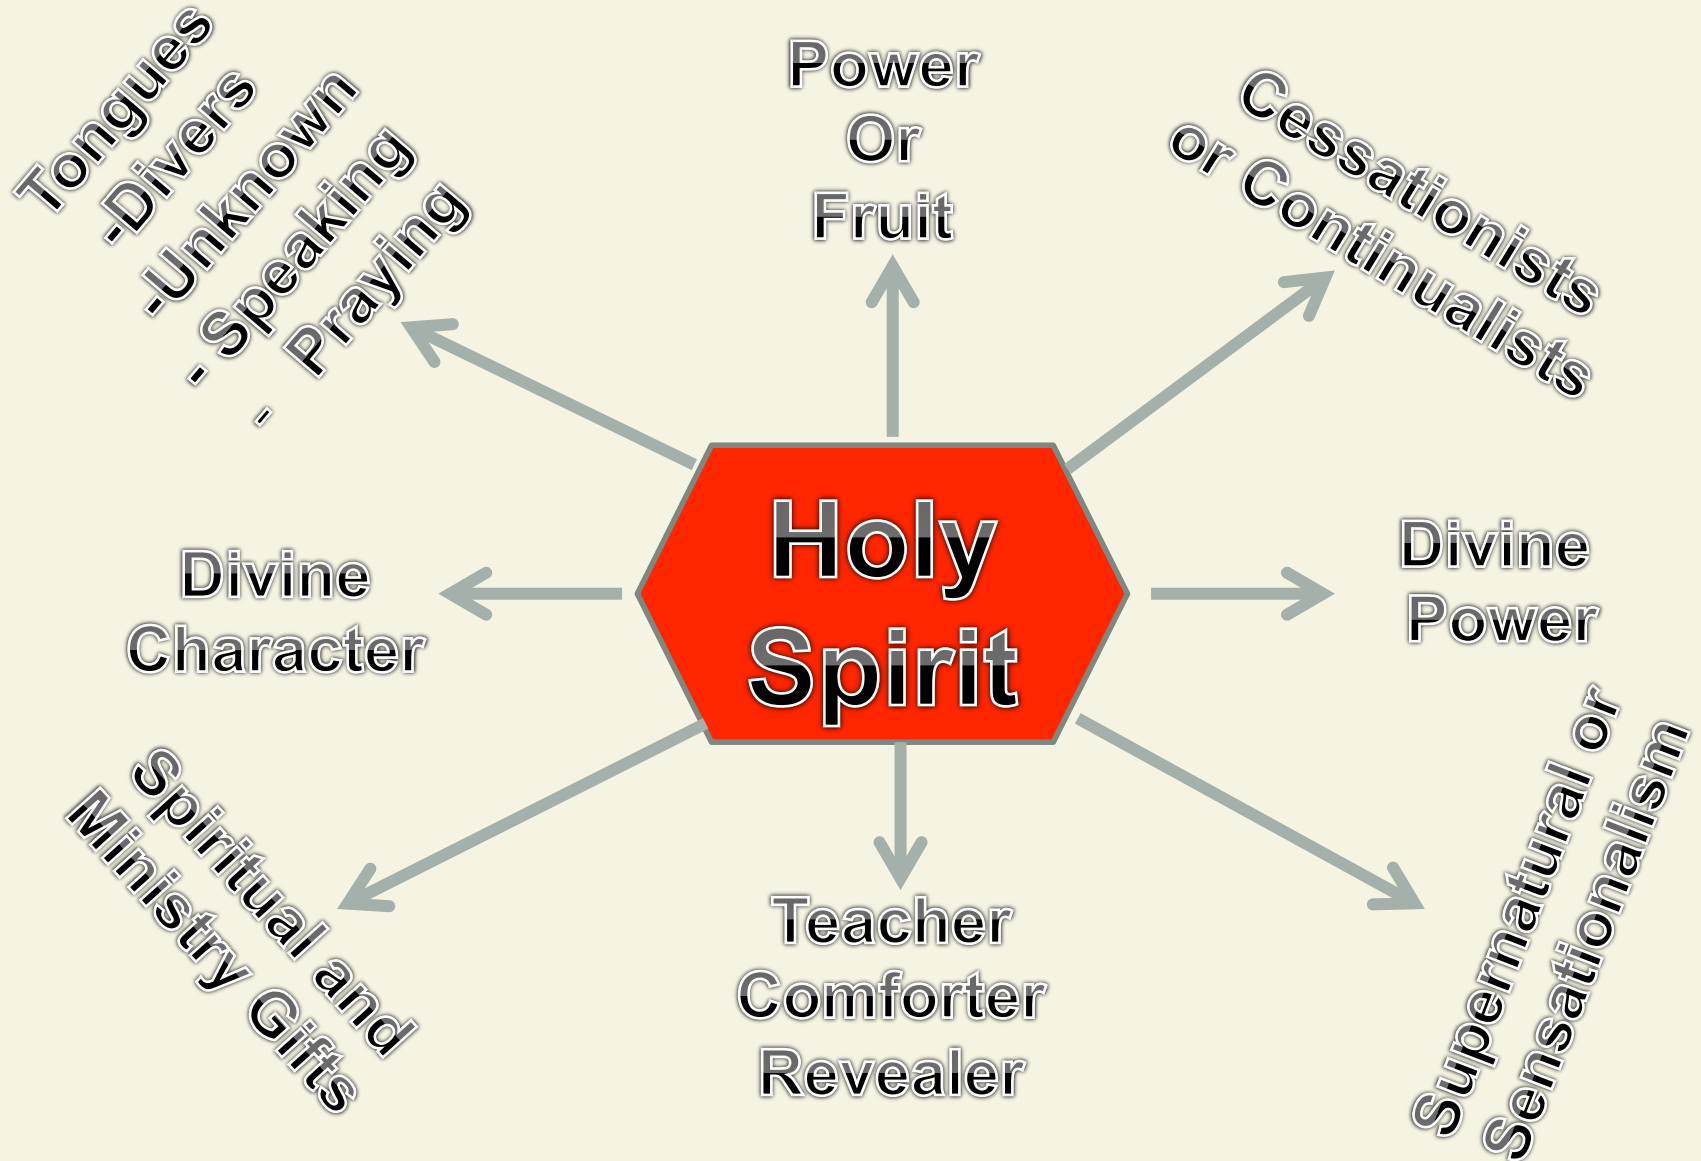 Tongues
-Divers
-Unknown
- Speaking
- Praying
Power
Or
Fruit
Cessationists
or Continualists
Divine
Character
Holy
Spirit
Divine
Power
Spiritual and
Ministry Gifts
Teacher
Comforter
Revealer
Supernatural or
Sensationalism